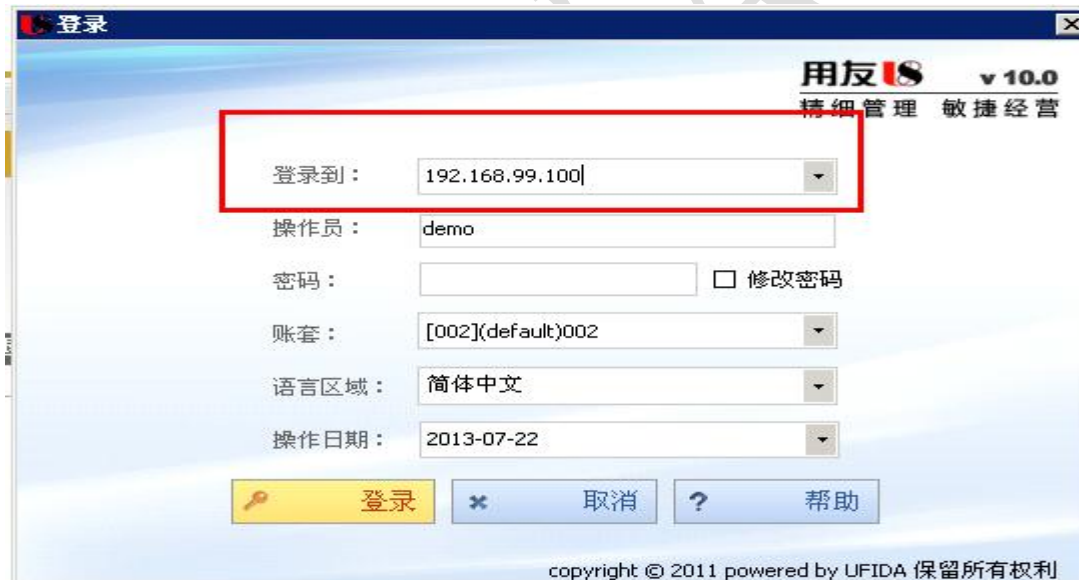 登录
用友U8 v 10.0
精细管理 敏捷经营
登录到： 192.168.99.100
操作员： demo
密码： 修改密码
账套： [002](default)002
语言区域： 简体中文
操作日期： 2013-07-22
登录 取消 ? 帮助
copyright © 2011 powered by UFIDA 保留所有权利